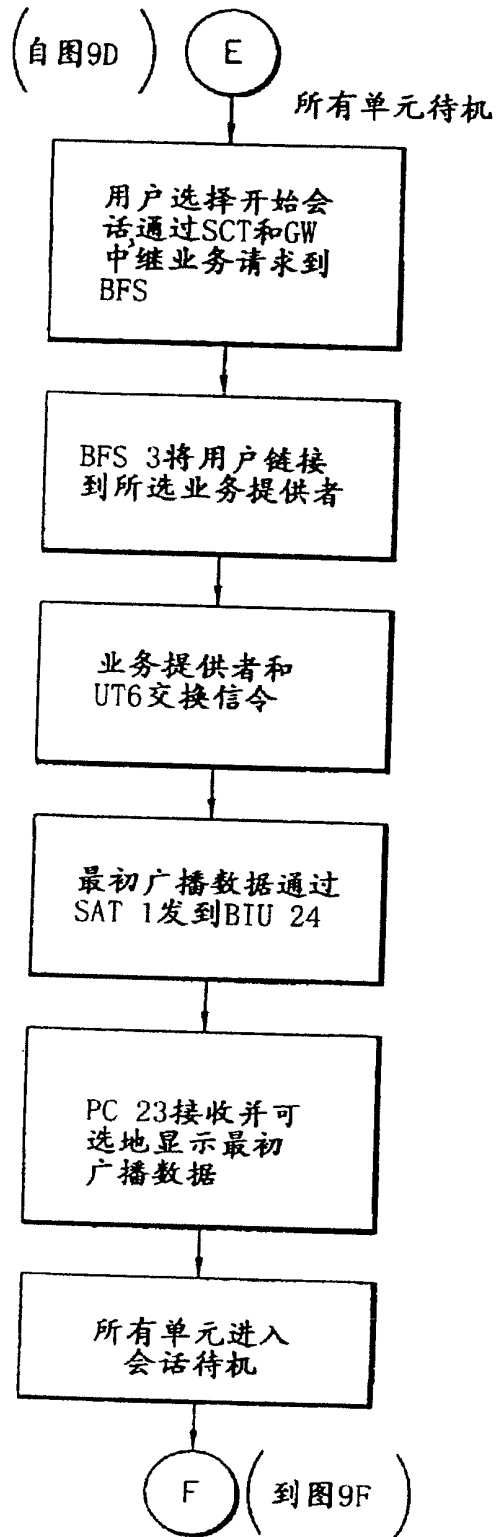 (自图9D)
E
所有单元待机
用户选择开始会
话,通过SCT和GW
中继业务请求到
BFS
BFS 3将用户链接
到所选业务提供者
业务提供者和
UT6交换信令
最初广播数据通过
SAT 1发到BIU 24
PC 23接收并可
选地显示最初
广播数据
所有单元进入
会话待机
F
(到图9F)